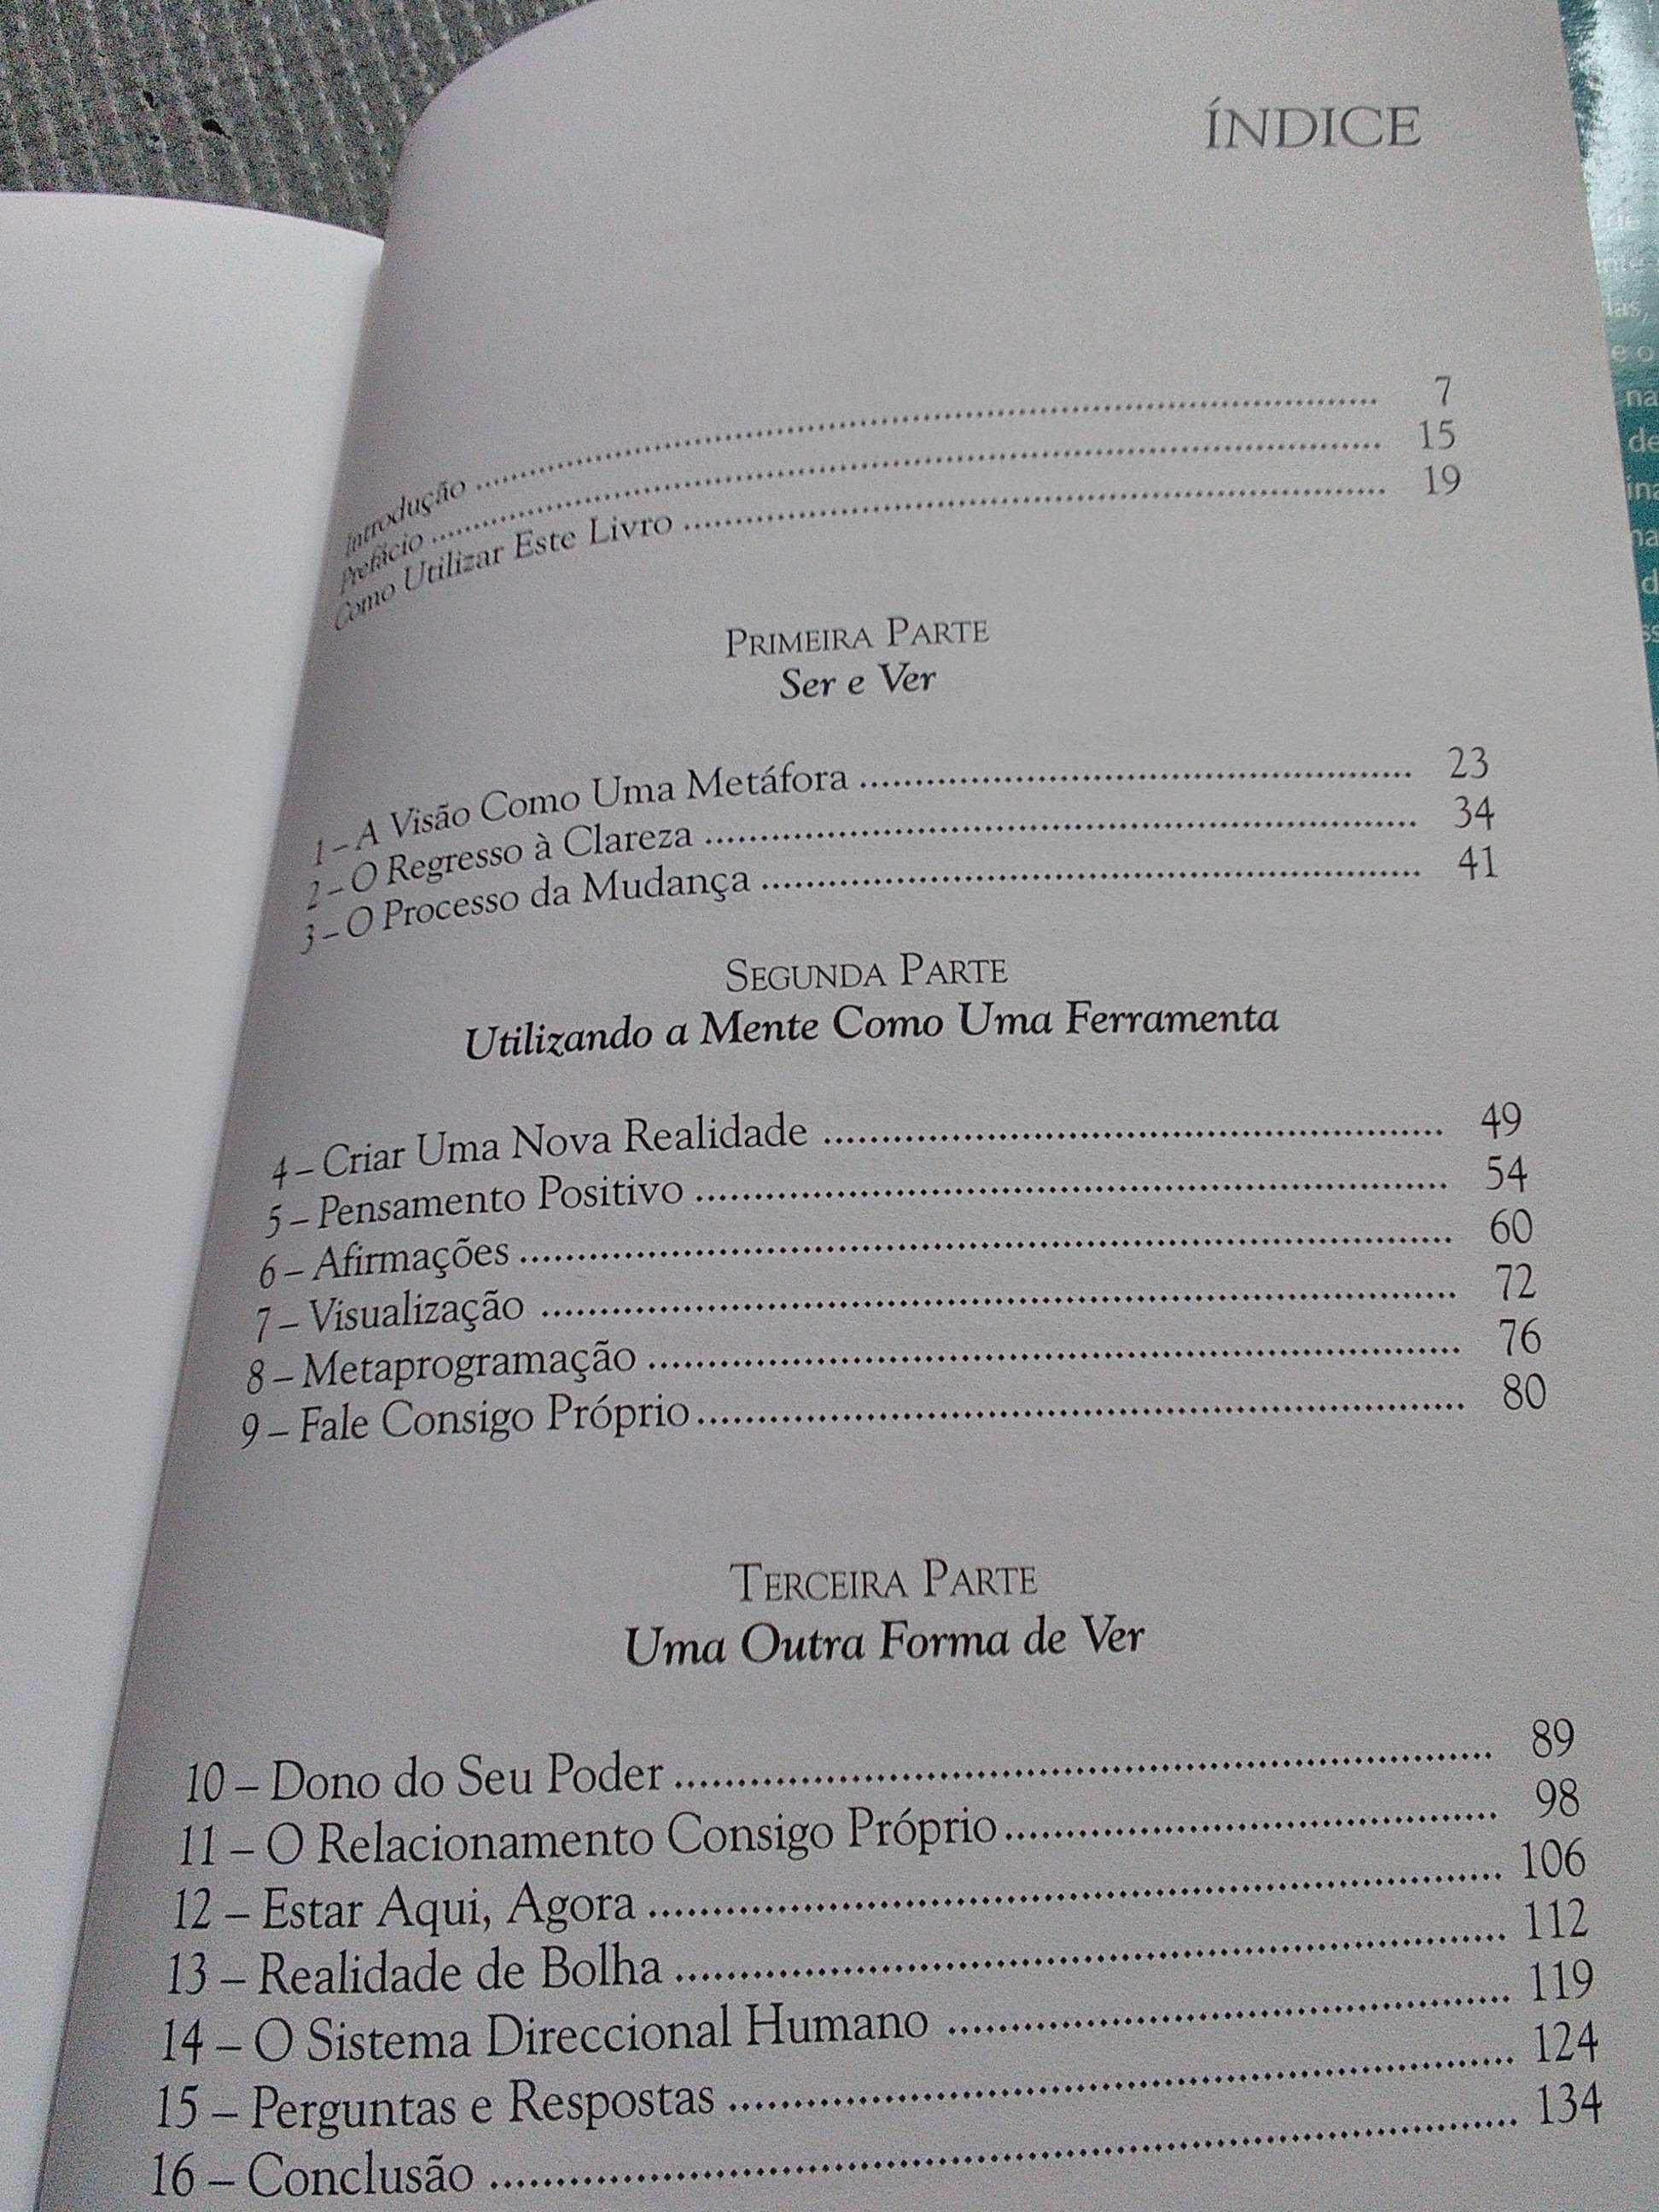 ÍNDICE
Introdução ........ 7
Prefácio ........ 15
Como Utilizar Este Livro ........ 19
PRIMEIRA PARTE
Ser e Ver
1 – A Visão Como Uma Metáfora ........ 23
2 – O Regresso à Clareza ........ 34
3 – O Processo da Mudança ........ 41
SEGUNDA PARTE
Utilizando a Mente Como Uma Ferramenta
4 – Criar Uma Nova Realidade ........ 49
5 – Pensamento Positivo ........ 54
6 – Afirmações ........ 60
7 – Visualização ........ 72
8 – Metaprogramação ........ 76
9 – Fale Consigo Próprio ........ 80
TERCEIRA PARTE
Uma Outra Forma de Ver
10 – Dono do Seu Poder ........ 89
11 – O Relacionamento Consigo Próprio ........ 98
12 – Estar Aqui, Agora ........ 106
13 – Realidade de Bolha ........ 112
14 – O Sistema Direccional Humano ........ 119
15 – Perguntas e Respostas ........ 124
16 – Conclusão ........ 134